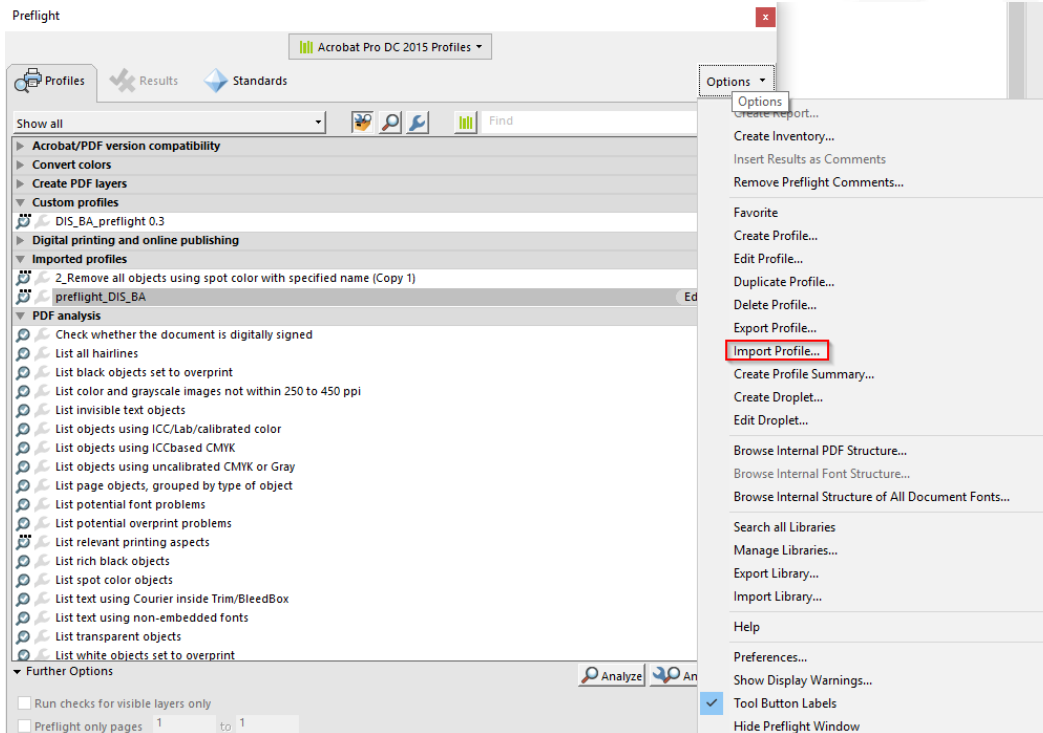 Preflight
x
Acrobat Pro DC 2015 Profiles
Profiles
Results
Standards
Options
Options
Show all
Find
Acrobat/PDF version compatibility
Convert colors
Create PDF layers
Custom profiles
DIS_BA_preflight 0.3
Digital printing and online publishing
Imported profiles
2_Remove all objects using spot color with specified name (Copy 1)
preflight_DIS_BA
Ed
PDF analysis
Check whether the document is digitally signed
List all hairlines
List black objects set to overprint
List color and grayscale images not within 250 to 450 ppi
List invisible text objects
List objects using ICC/Lab/calibrated color
List objects using ICCbased CMYK
List objects using uncalibrated CMYK or Gray
List page objects, grouped by type of object
List potential font problems
List potential overprint problems
List relevant printing aspects
List rich black objects
List spot color objects
List text using Courier inside Trim/BleedBox
List text using non-embedded fonts
List transparent objects
List white objects set to overprint
Further Options
Analyze
An
Run checks for visible layers only
Preflight only pages 1 to 1
Create Report...
Create Inventory...
Insert Results as Comments
Remove Preflight Comments...
Favorite
Create Profile...
Edit Profile...
Duplicate Profile...
Delete Profile...
Export Profile...
Import Profile...
Create Profile Summary...
Create Droplet...
Edit Droplet...
Browse Internal PDF Structure...
Browse Internal Font Structure...
Browse Internal Structure of All Document Fonts...
Search all Libraries
Manage Libraries...
Export Library...
Import Library...
Help
Preferences...
Show Display Warnings...
Tool Button Labels
Hide Preflight Window